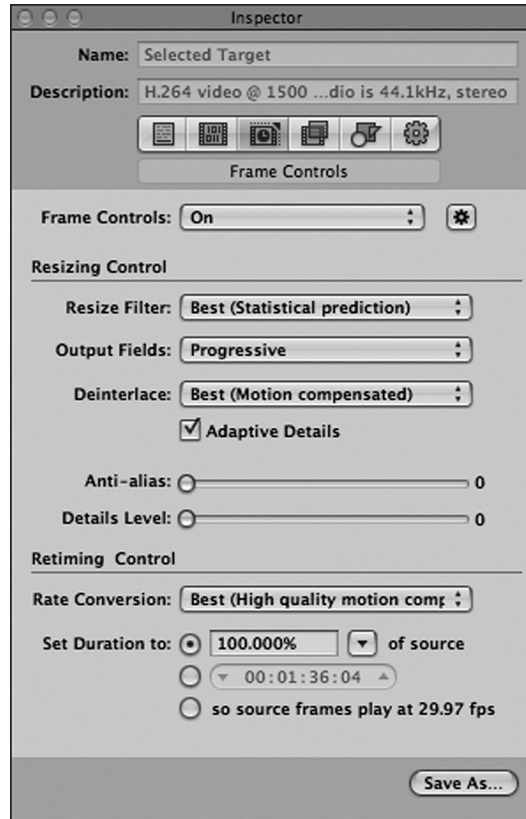 Inspector
Name: Selected Target
Description: H.264 video @ 1500 ...dio is 44.1kHz, stereo
Frame Controls
Frame Controls: On
Resizing Control
Resize Filter: Best (Statistical prediction)
Output Fields: Progressive
Deinterlace: Best (Motion compensated)
Adaptive Details
Anti-alias: 0
Details Level: 0
Retiming Control
Rate Conversion: Best (High quality motion comp
Set Duration to: 100.000% of source
00:01:36:04
so source frames play at 29.97 fps
Save As...